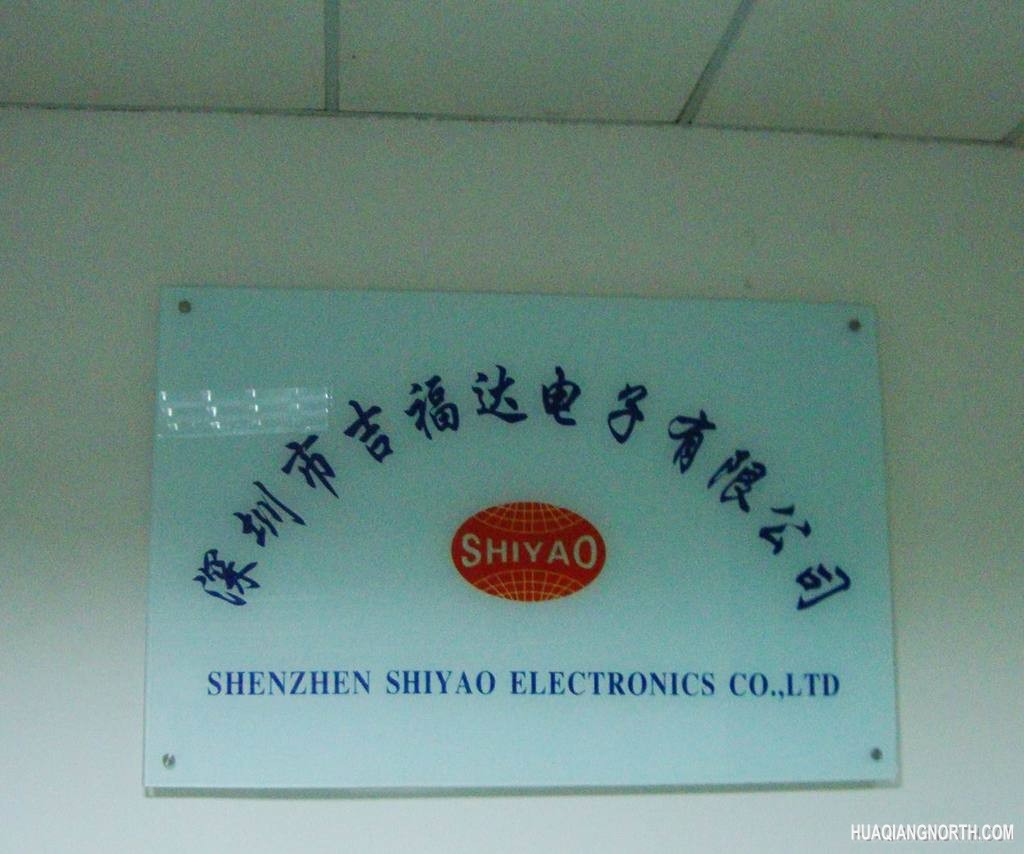 深圳市吉福达电子有限公司
SHIYAO
SHENZHEN SHIYAO ELECTRONICS CO.,LTD
HUAQIANGNORTH.COM